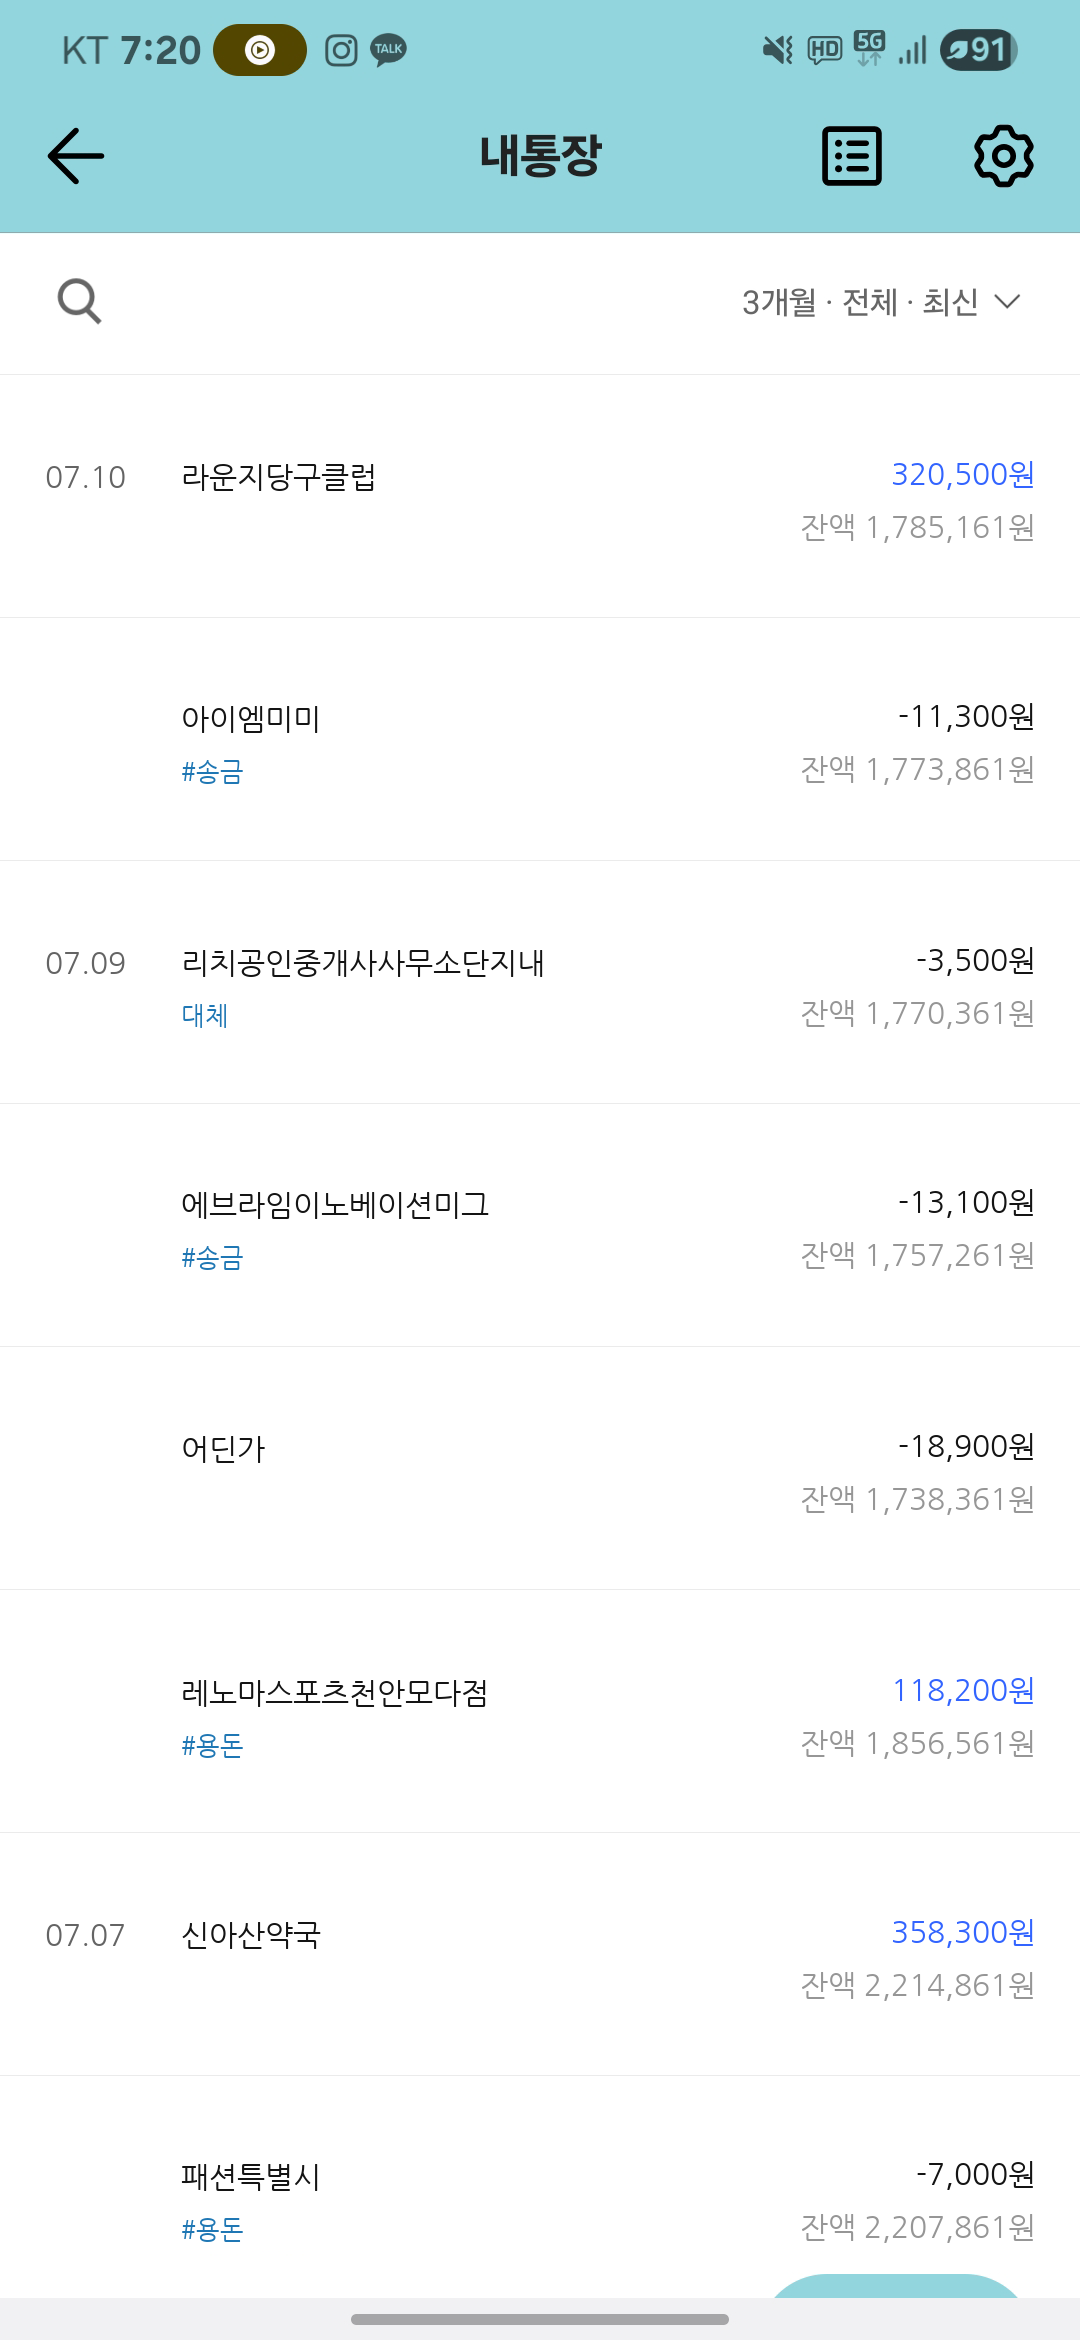 KT 7:20 TALK HD 5G 91
내통장
3개월 · 전체 · 최신
07.10 라운지당구클럽 320,500원
잔액 1,785,161원
아이엠미미 -11,300원
#송금 잔액 1,773,861원
07.09 리치공인중개사사무소단지내 -3,500원
대체 잔액 1,770,361원
에브라임이노베이션미그 -13,100원
#송금 잔액 1,757,261원
어딘가 -18,900원
잔액 1,738,361원
레노마스포츠천안모다점 118,200원
#용돈 잔액 1,856,561원
07.07 신아산약국 358,300원
잔액 2,214,861원
패션특별시 -7,000원
#용돈 잔액 2,207,861원